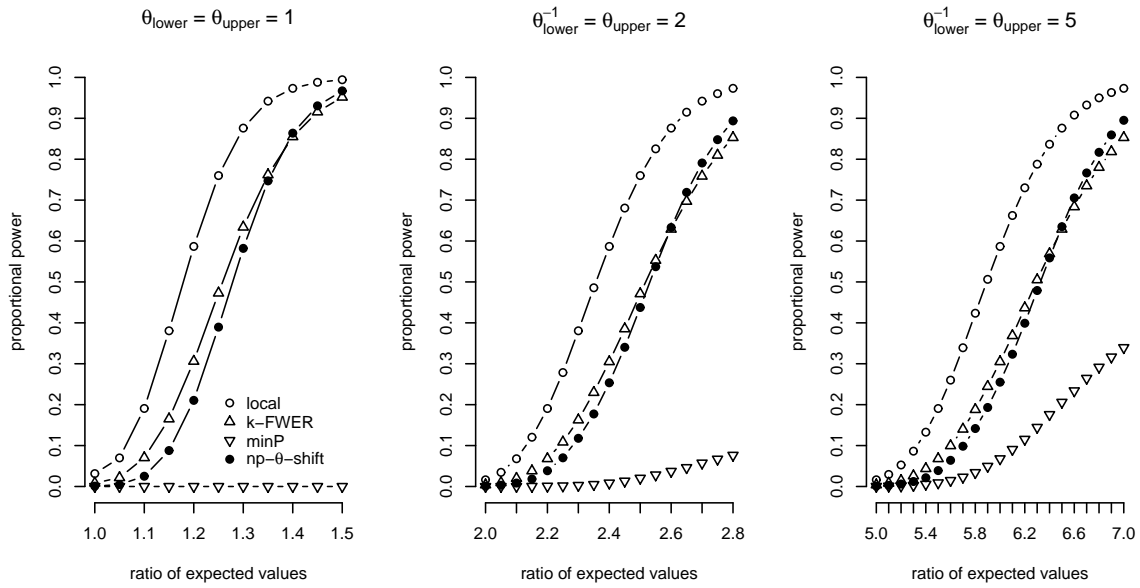 θlower = θupper = 1
θ−1lower = θupper = 2
θ−1lower = θupper = 5
proportional power
0.0 0.1 0.2 0.3 0.4 0.5 0.6 0.7 0.8 0.9 1.0
local
k−FWER
minP
np−θ−shift
1.0 1.1 1.2 1.3 1.4 1.5
ratio of expected values
proportional power
0.0 0.1 0.2 0.3 0.4 0.5 0.6 0.7 0.8 0.9 1.0
2.0 2.2 2.4 2.6 2.8
ratio of expected values
proportional power
0.0 0.1 0.2 0.3 0.4 0.5 0.6 0.7 0.8 0.9 1.0
5.0 5.4 5.8 6.2 6.6 7.0
ratio of expected values